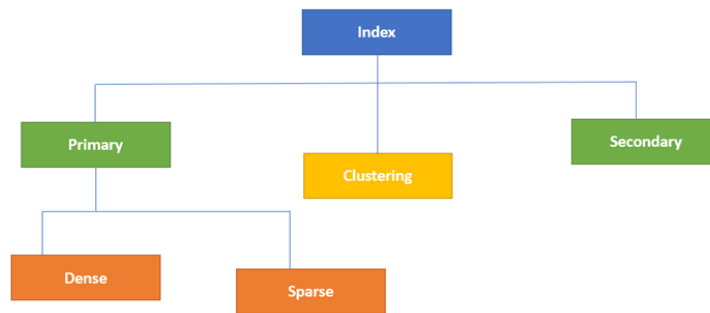 Index
Primary
Clustering
Secondary
Dense
Sparse